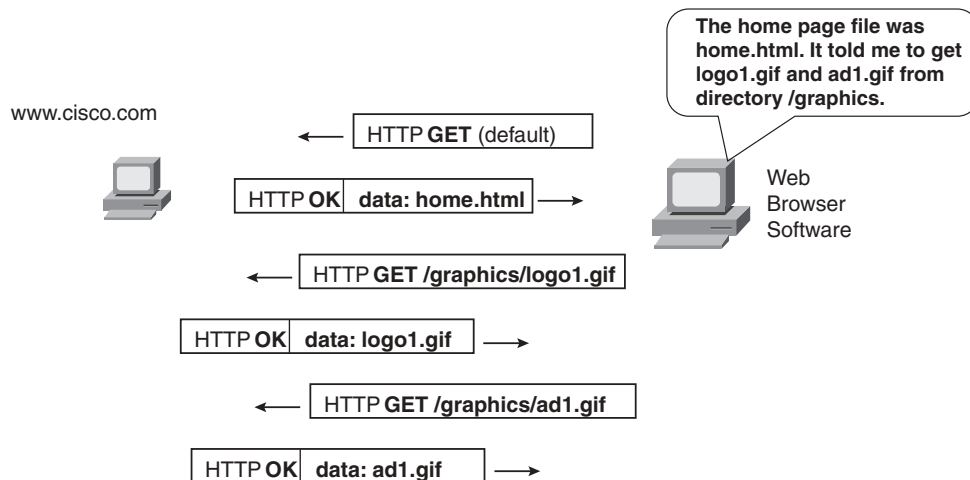 The home page file was
home.html. It told me to get
logo1.gif and ad1.gif from
directory /graphics.
www.cisco.com
HTTP GET (default)
HTTP OK data: home.html
Web
Browser
Software
HTTP GET /graphics/logo1.gif
HTTP OK data: logo1.gif
HTTP GET /graphics/ad1.gif
HTTP OK data: ad1.gif